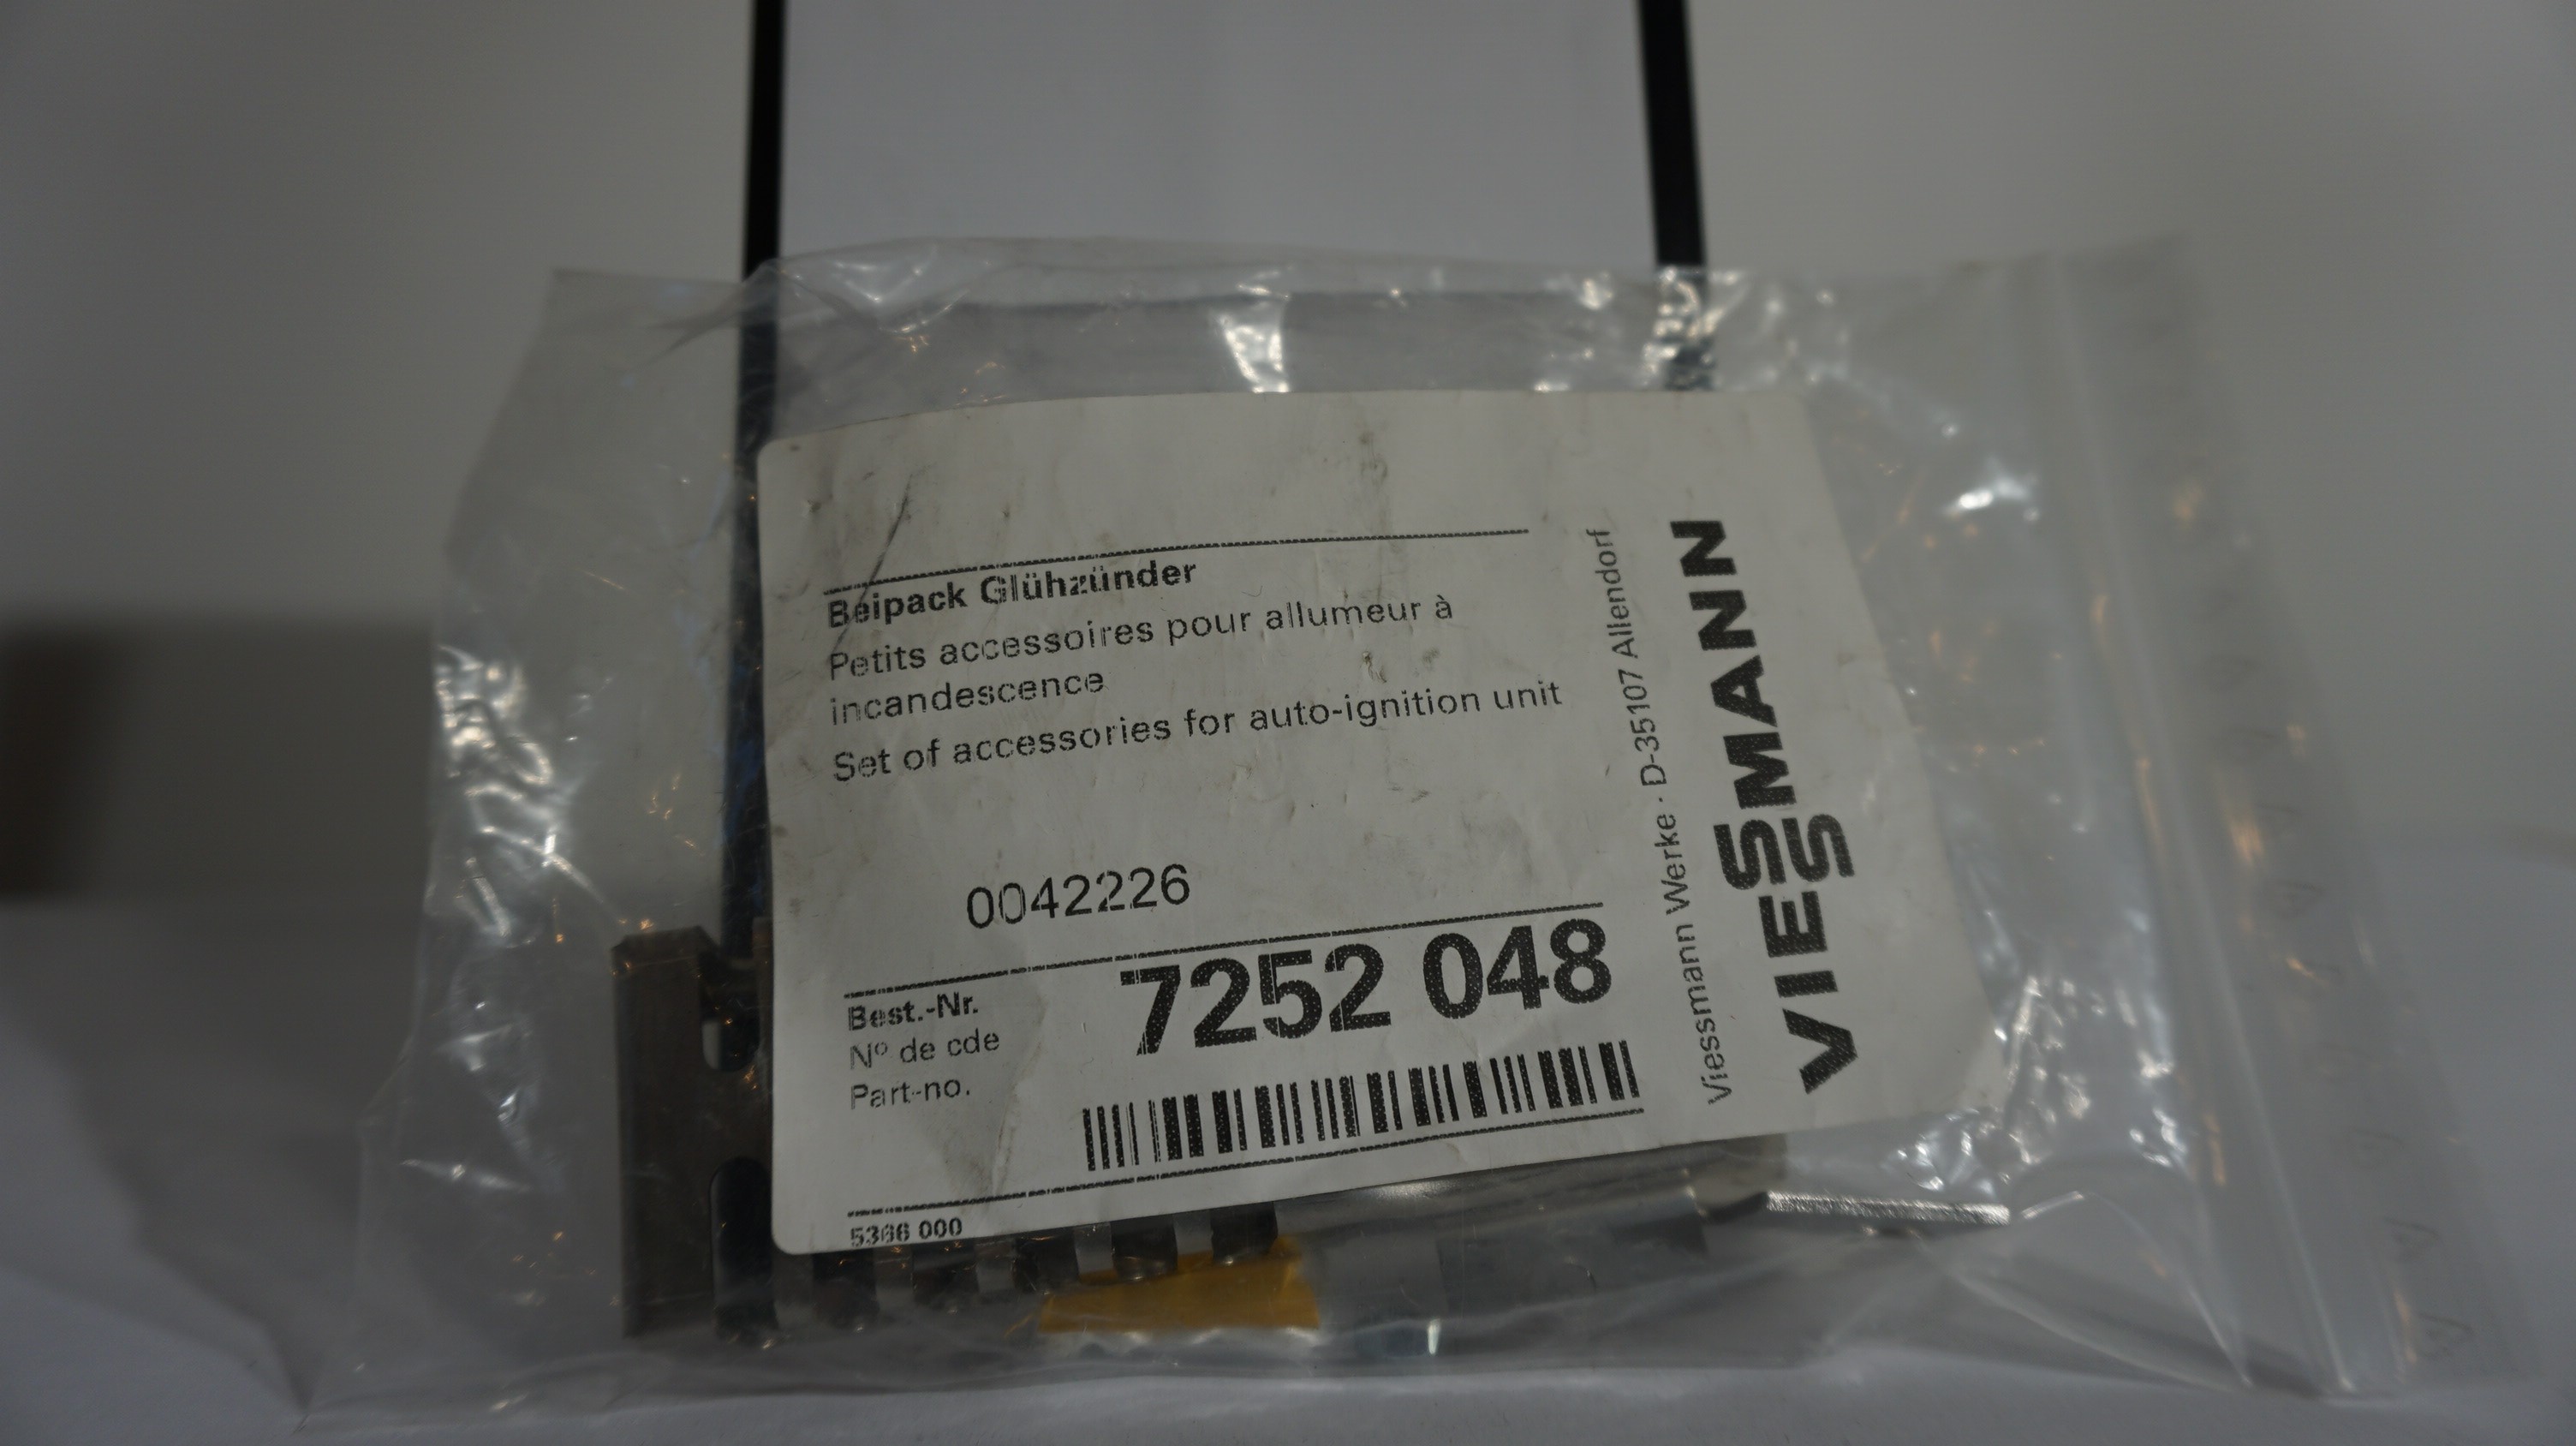 Beipack Glühzünder
Petits accessoires pour allumeur à
incandescence
Set of accessories for auto-ignition unit
0042226
Best.-Nr.
Nº de cde
Part-no.
7252 048
5366 000
Viessmann Werke · D-35107 Allendorf
VIESSMANN